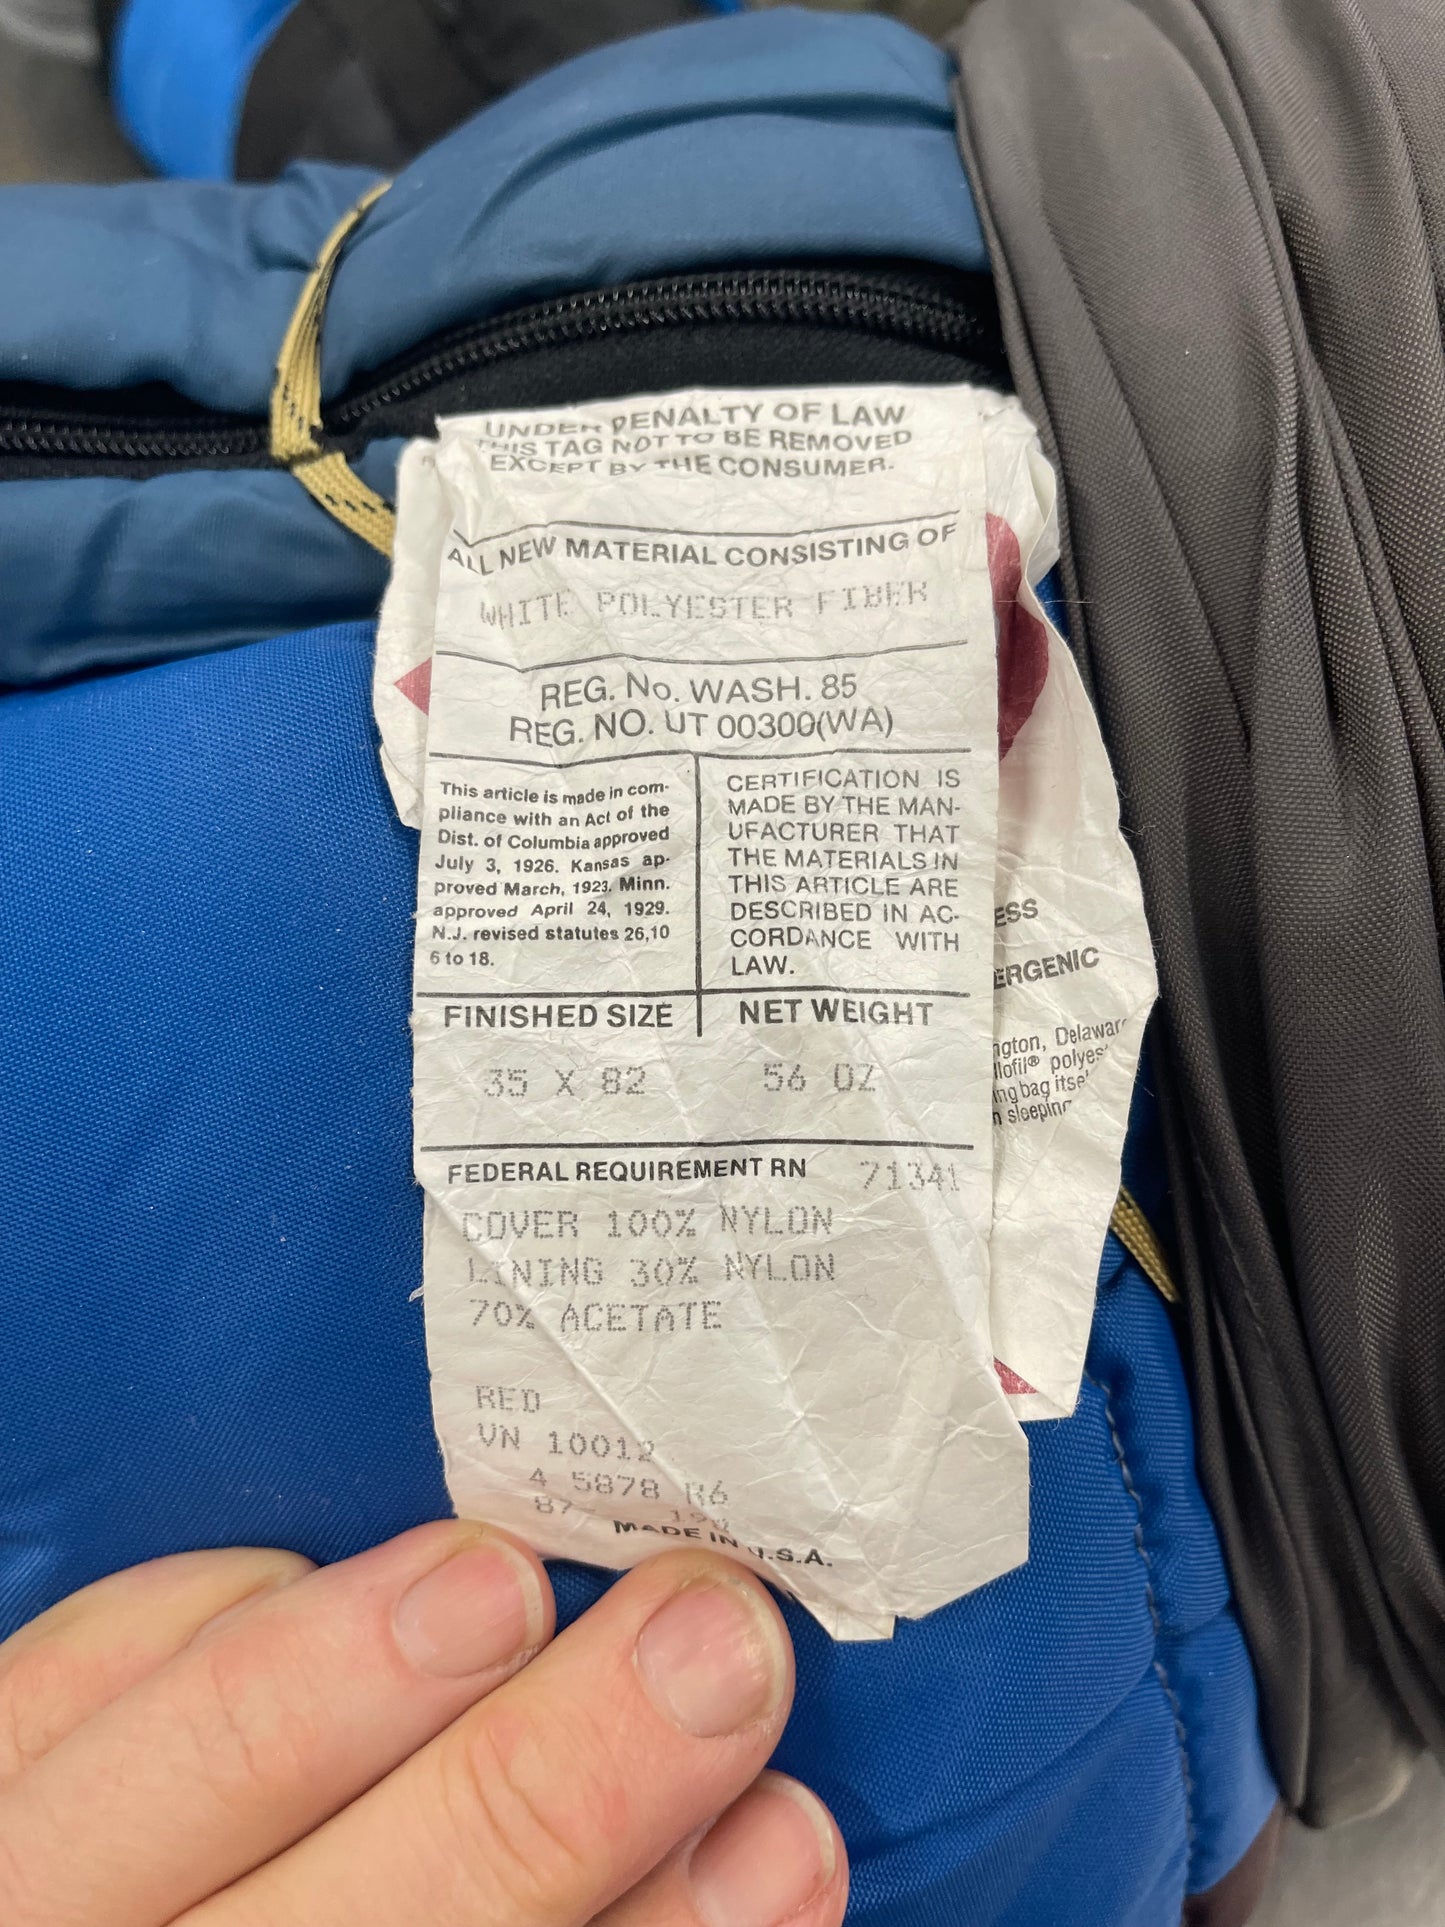 UNDER PENALTY OF LAW
THIS TAG NOT TO BE REMOVED
EXCEPT BY THE CONSUMER.
ALL NEW MATERIAL CONSISTING OF
WHITE POLYESTER FIBER
REG. No. WASH. 85
REG. NO. UT 00300(WA)
This article is made in com-
pliance with an Act of the
Dist. of Columbia approved
July 3, 1926. Kansas ap-
proved March, 1923. Minn.
approved April 24, 1929.
N.J. revised statutes 26,10
6 to 18.
CERTIFICATION IS
MADE BY THE MAN-
UFACTURER THAT
THE MATERIALS IN
THIS ARTICLE ARE
DESCRIBED IN AC-
CORDANCE WITH
LAW.
FINISHED SIZE
NET WEIGHT
35 X 82
56 OZ
FEDERAL REQUIREMENT RN 71341
COVER 100% NYLON
LINING 30% NYLON
70% ACETATE
RED
VN 10012
4 5878 R6
87- 190
MADE IN U.S.A.
ESS
ERGENIC
ngton, Delaware
llofil® polyes
ing bag itse
n sleeping